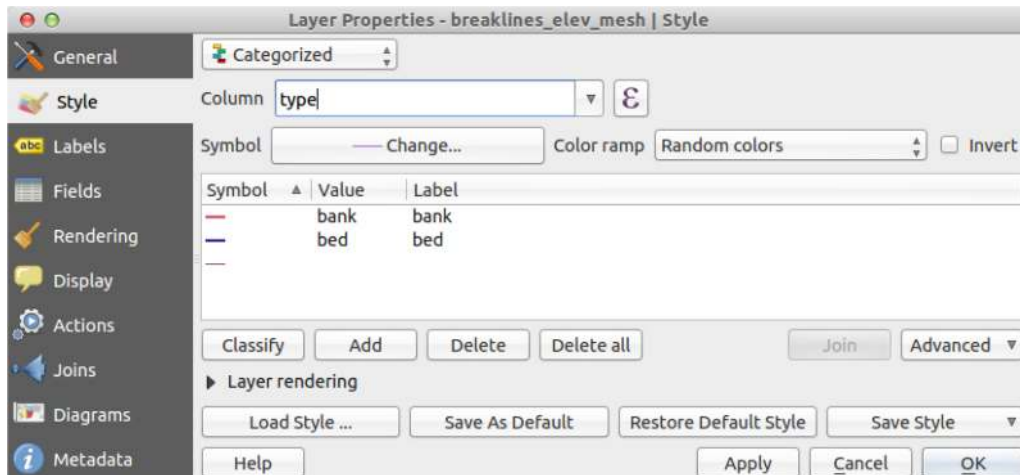 Layer Properties - breaklines_elev_mesh | Style
General
Style
abc Labels
Fields
Rendering
Display
Actions
Joins
Diagrams
Metadata
Categorized
Column type ε
Symbol Change... Color ramp Random colors Invert
Symbol Value Label
bank bank
bed bed
Classify Add Delete Delete all Join Advanced
Layer rendering
Load Style ... Save As Default Restore Default Style Save Style
Help Apply Cancel OK